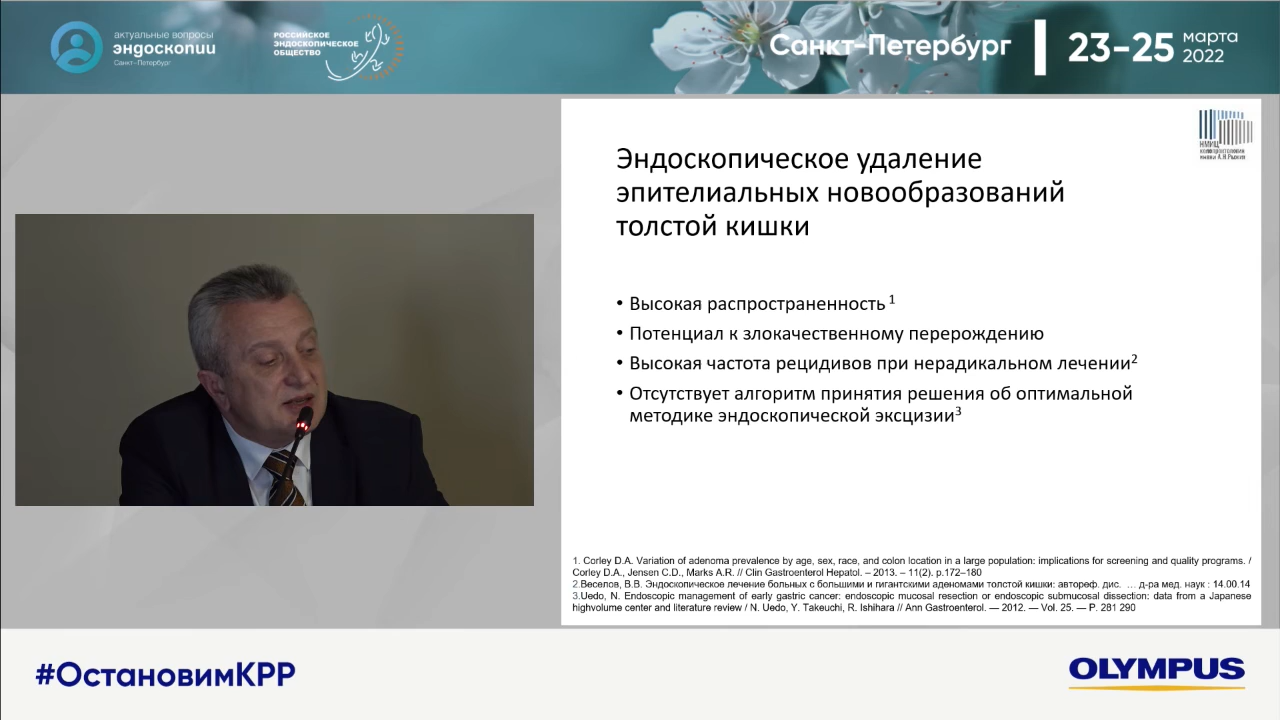 актуальные вопросы
эндоскопии
Санкт-Петербург
РОССИЙСКОЕ
ЭНДОСКОПИЧЕСКОЕ
ОБЩЕСТВО
Санкт-Петербург
23-25 марта
2022
НМИЦ
колопроктологии
имени А.Н. Рыжих
Эндоскопическое удаление
эпителиальных новообразований
толстой кишки
• Высокая распространенность 1
• Потенциал к злокачественному перерождению
• Высокая частота рецидивов при нерадикальном лечении2
• Отсутствует алгоритм принятия решения об оптимальной
методике эндоскопической эксцизии3
1. Corley D.A. Variation of adenoma prevalence by age, sex, race, and colon location in a large population: implications for screening and quality programs. /
Corley D.A., Jensen C.D., Marks A.R. // Clin Gastroenterol Hepatol. – 2013. – 11(2). p.172–180
2.Веселов, В.В. Эндоскопическое лечение больных с большими и гигантскими аденомами толстой кишки: автореф. дис. … д-ра мед. наук : 14.00.14
3.Uedo, N. Endoscopic management of early gastric cancer: endoscopic mucosal resection or endoscopic submucosal dissection: data from a Japanese
highvolume center and literature review / N. Uedo, Y. Takeuchi, R. Ishihara // Ann Gastroenterol. — 2012. — Vol. 25. — P. 281 290
#ОстановимКРР
OLYMPUS